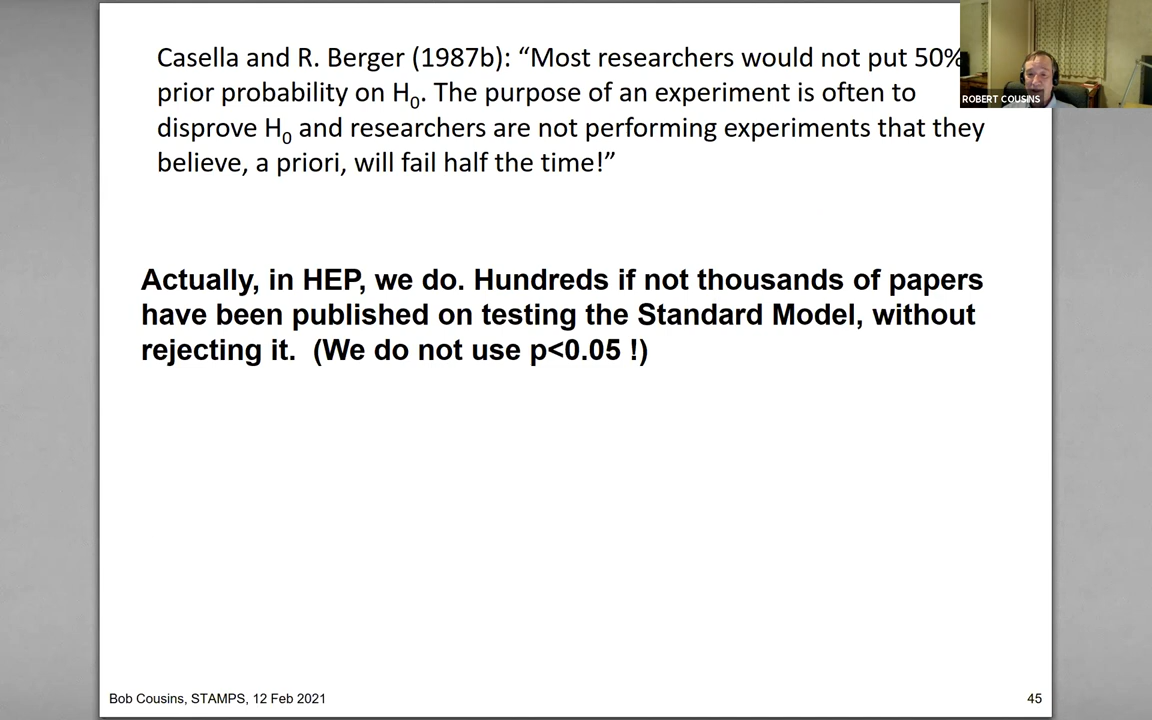 Casella and R. Berger (1987b): “Most researchers would not put 50%
prior probability on H0. The purpose of an experiment is often to
disprove H0 and researchers are not performing experiments that they
believe, a priori, will fail half the time!”
ROBERT COUSINS
Actually, in HEP, we do. Hundreds if not thousands of papers
have been published on testing the Standard Model, without
rejecting it.  (We do not use p<0.05 !)
Bob Cousins, STAMPS, 12 Feb 2021
45